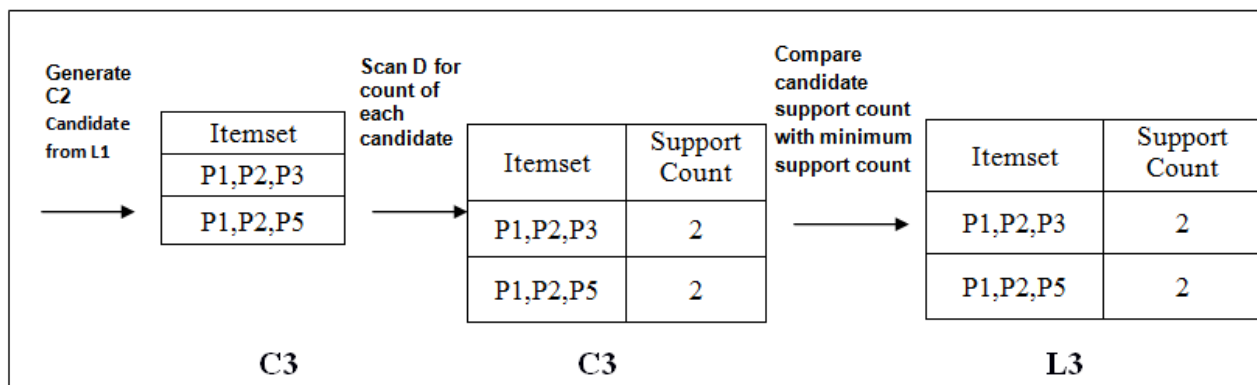 Generate
C2
Candidate
from L1
Itemset
P1,P2,P3
P1,P2,P5
C3
Scan D for
count of
each
candidate
Itemset
Support
Count
P1,P2,P3
2
P1,P2,P5
2
C3
Compare
candidate
support count
with minimum
support count
Itemset
Support
Count
P1,P2,P3
2
P1,P2,P5
2
L3